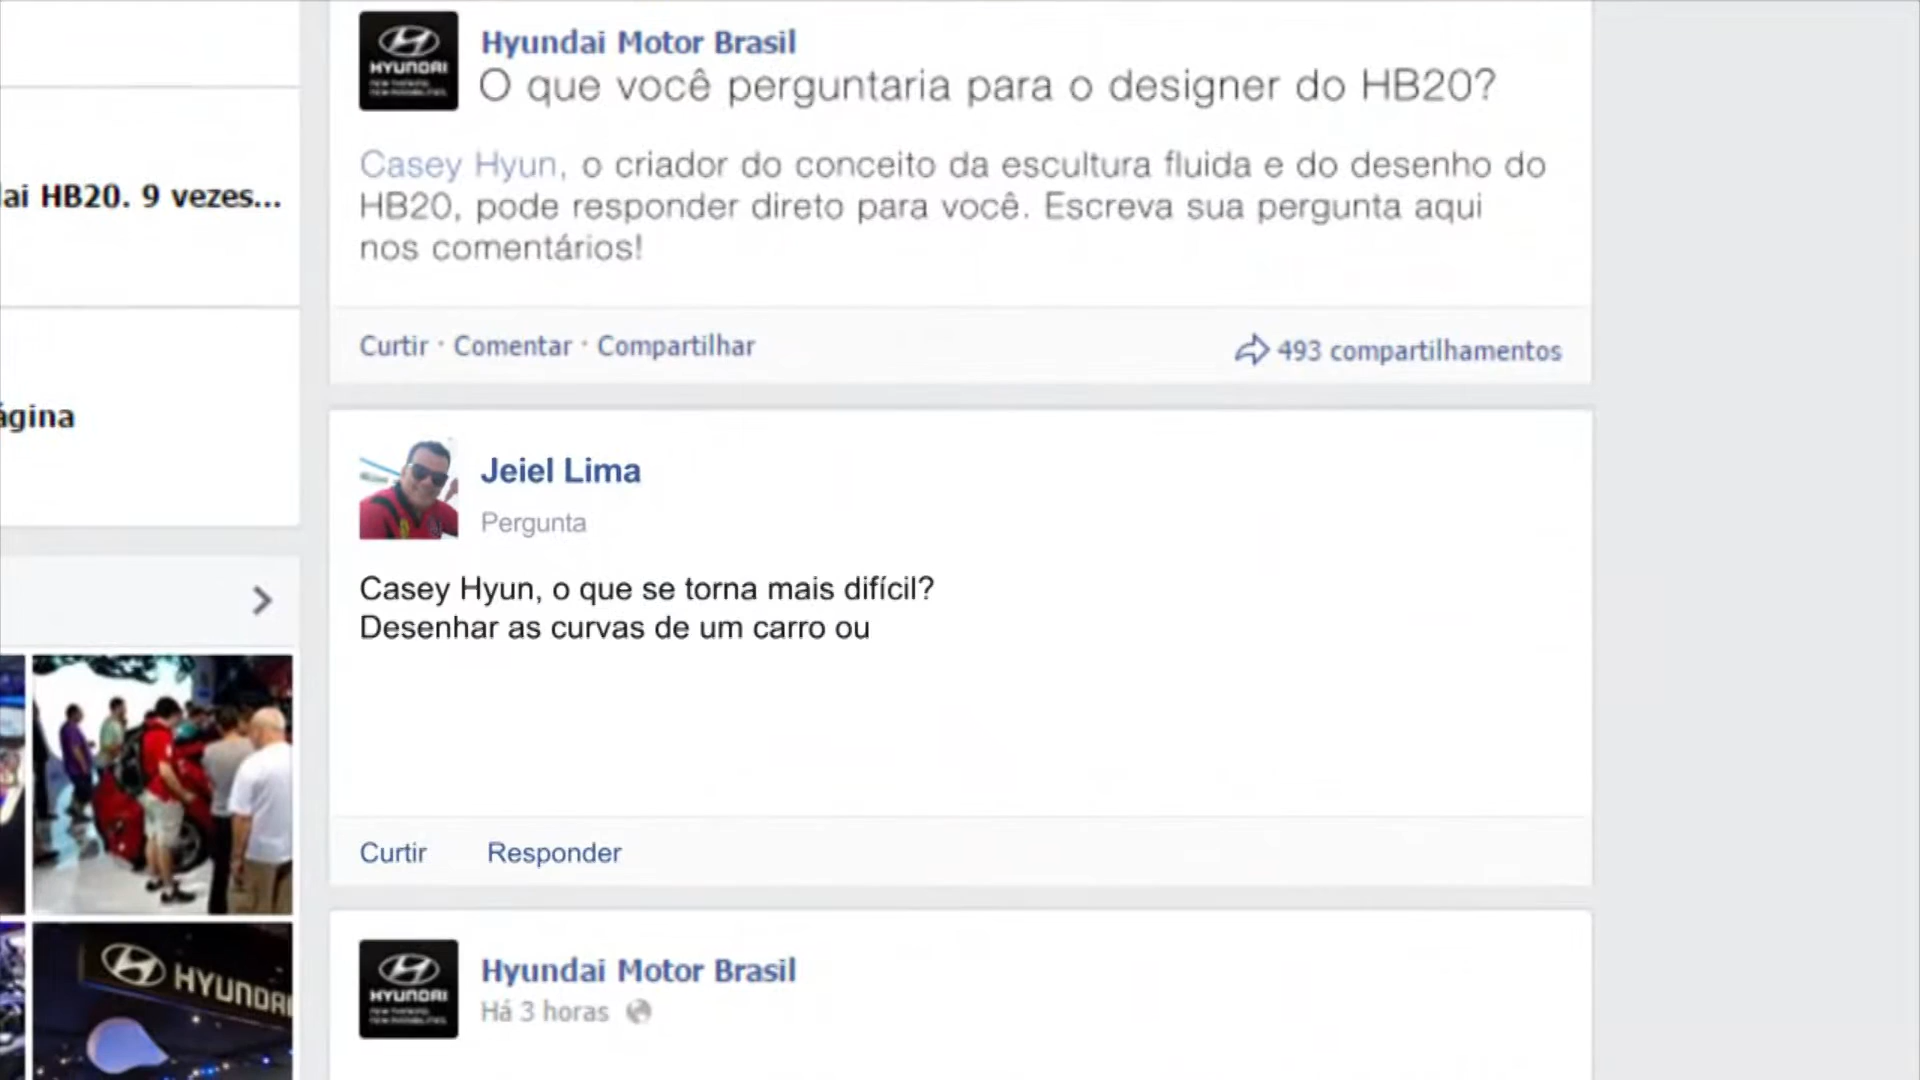 HYUNDAI
Hyundai Motor Brasil
O que você perguntaria para o designer do HB20?
Casey Hyun, o criador do conceito da escultura fluida e do desenho do
HB20, pode responder direto para você. Escreva sua pergunta aqui
nos comentários!
Curtir · Comentar · Compartilhar
493 compartilhamentos
ai HB20. 9 vezes...
ágina
Jeiel Lima
Pergunta
Casey Hyun, o que se torna mais difícil?
Desenhar as curvas de um carro ou
Curtir Responder
HYUNDAI
HYUNDAI
Hyundai Motor Brasil
Há 3 horas